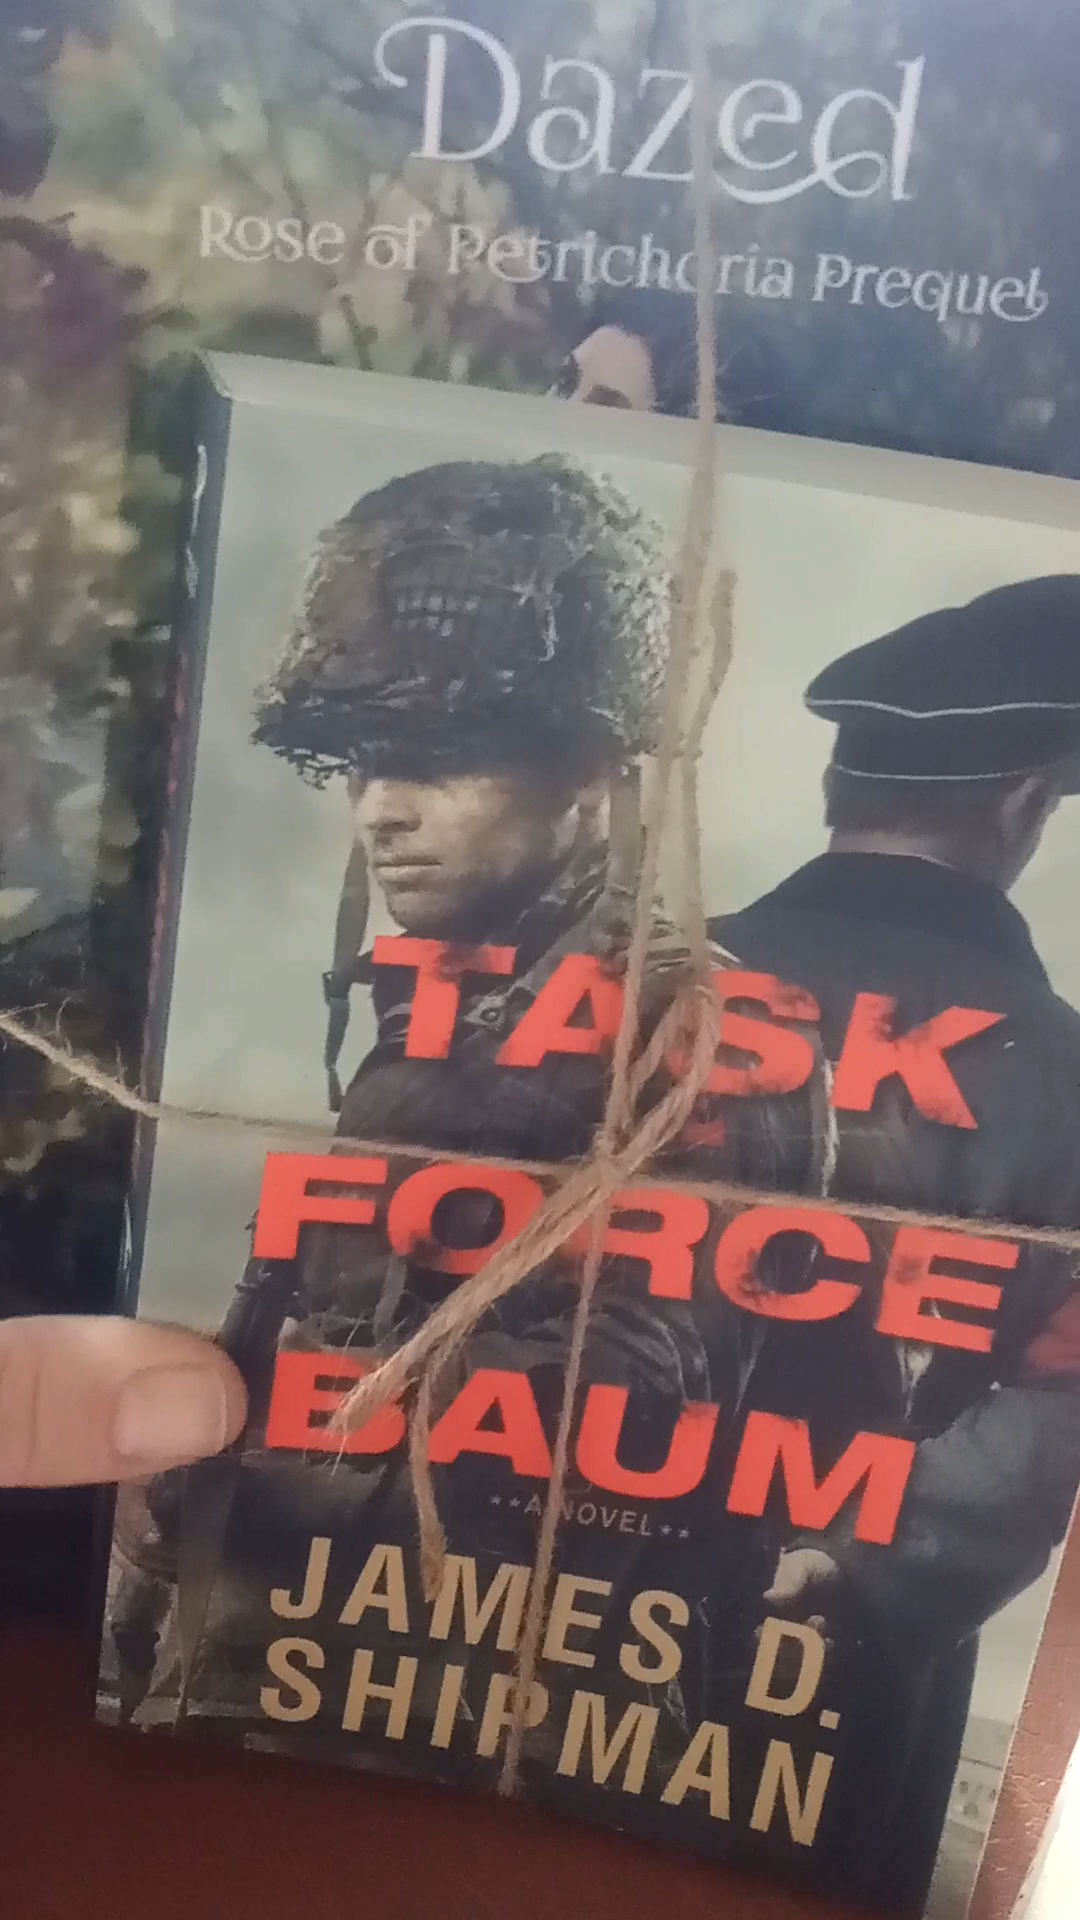 Dazed
Rose of Petrichoria Prequel
TASK
FORCE
BAUM
**A NOVEL**
JAMES D.
SHIPMAN